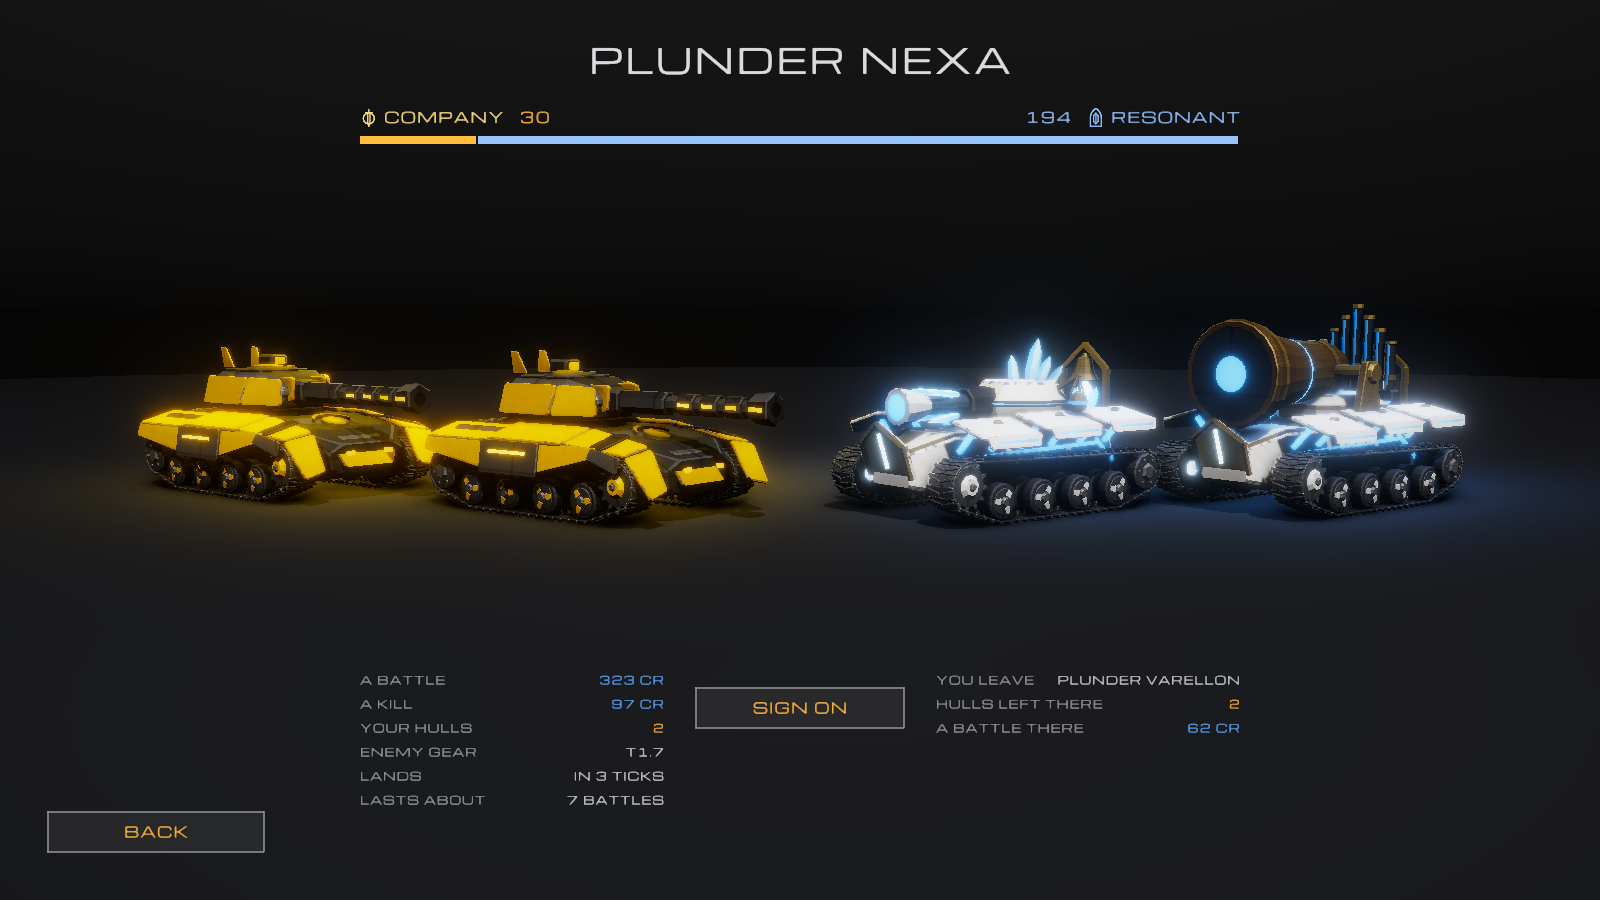 PLUNDER NEXA
COMPANY 30
194 RESONANT
A BATTLE 323 CR
A KILL 97 CR
YOUR HULLS 2
ENEMY GEAR T1.7
LANDS IN 3 TICKS
LASTS ABOUT 7 BATTLES
SIGN ON
YOU LEAVE PLUNDER VARELLON
HULLS LEFT THERE 2
A BATTLE THERE 62 CR
BACK